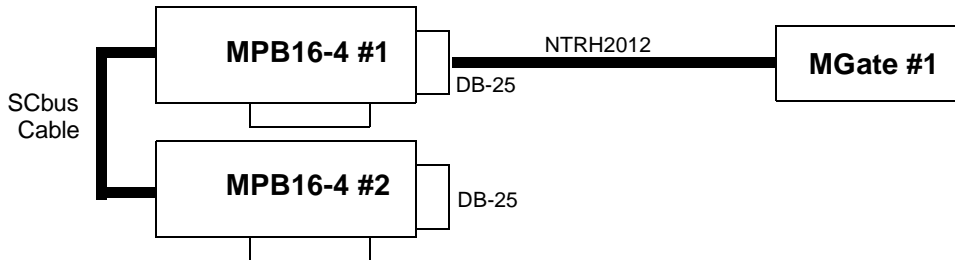 MPB16-4 #1
NTRH2012
MGate #1
DB-25
SCbus
Cable
MPB16-4 #2
DB-25